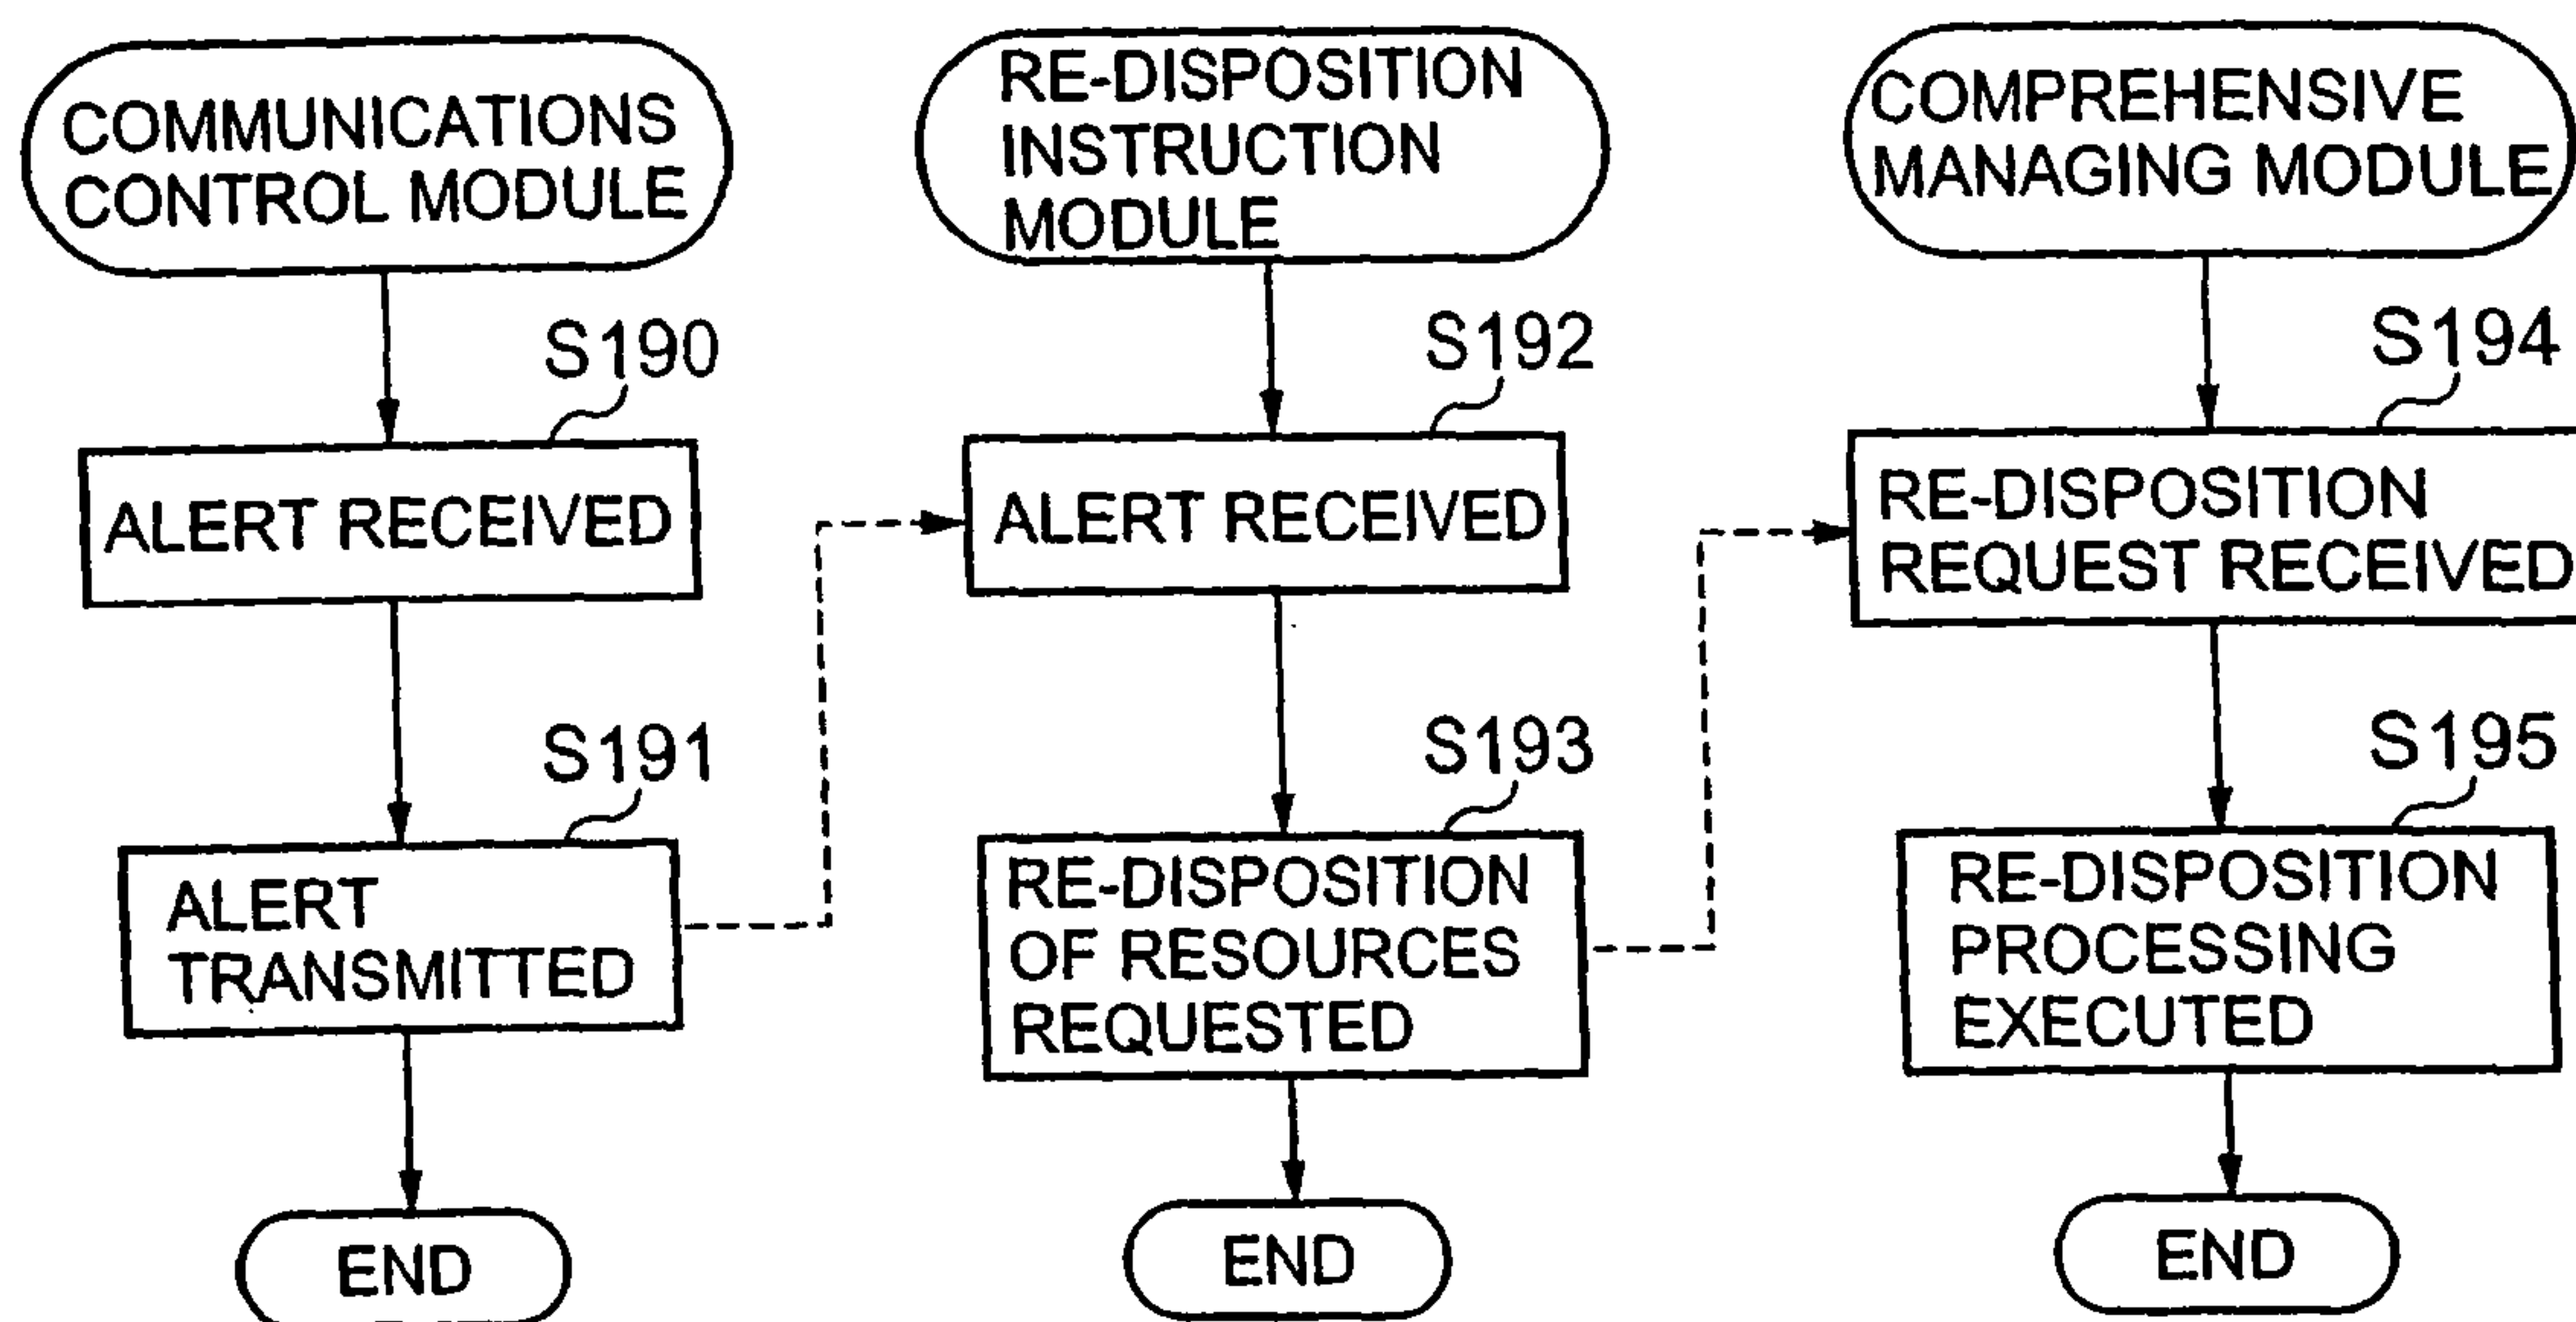 COMMUNICATIONS
CONTROL MODULE
S190
ALERT RECEIVED
S191
ALERT
TRANSMITTED
END
RE-DISPOSITION
INSTRUCTION
MODULE
S192
ALERT RECEIVED
S193
RE-DISPOSITION
OF RESOURCES
REQUESTED
END
COMPREHENSIVE
MANAGING MODULE
S194
RE-DISPOSITION
REQUEST RECEIVED
S195
RE-DISPOSITION
PROCESSING
EXECUTED
END